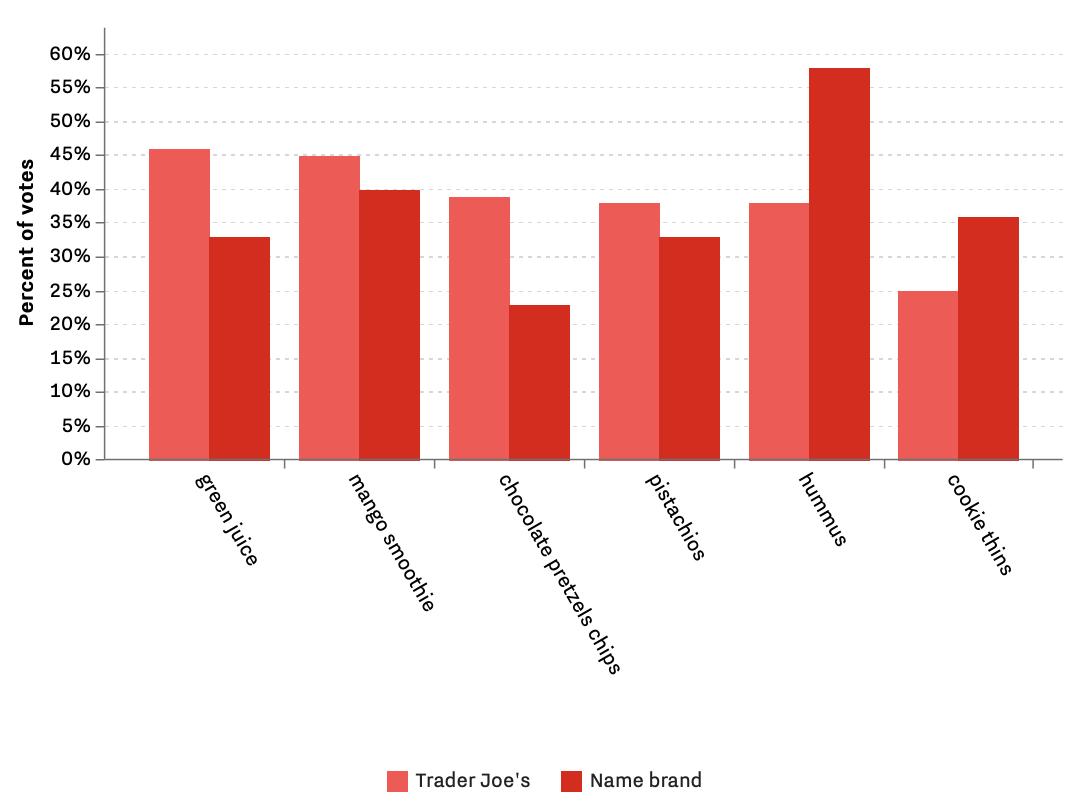 Percent of votes
60%
55%
50%
45%
40%
35%
30%
25%
20%
15%
10%
5%
0%
green juice
mango smoothie
chocolate pretzels chips
pistachios
hummus
cookie thins
Trader Joe's
Name brand